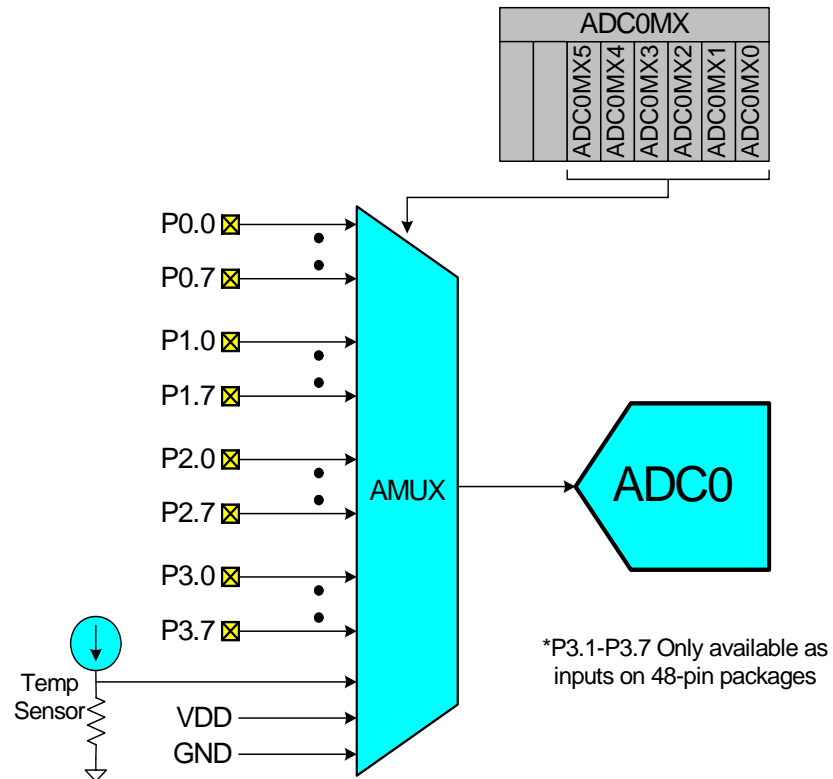 ADC0MX
ADC0MX5
ADC0MX4
ADC0MX3
ADC0MX2
ADC0MX1
ADC0MX0
P0.0
P0.7
P1.0
P1.7
P2.0
P2.7
P3.0
P3.7
Temp
Sensor
VDD
GND
AMUX
ADC0
*P3.1-P3.7 Only available as
inputs on 48-pin packages